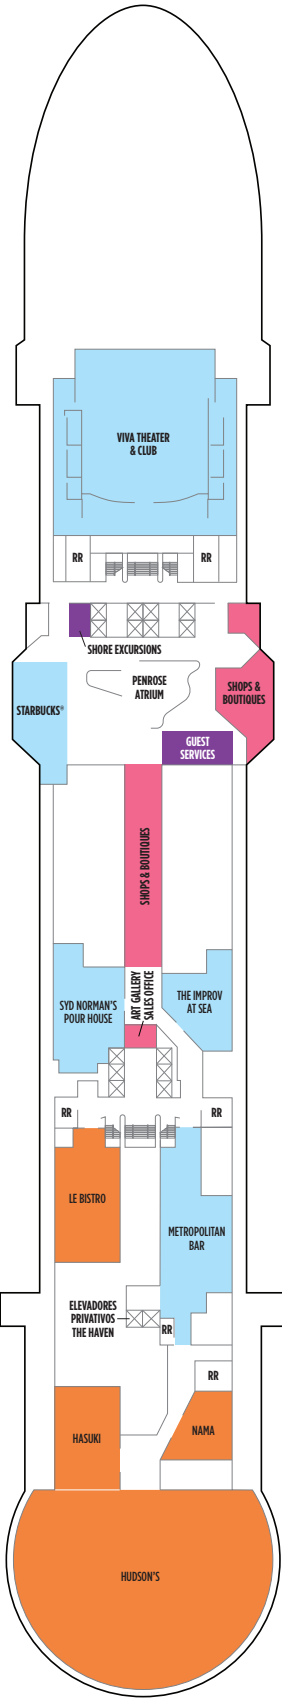 VIVA THEATER
& CLUB
RR
RR
SHORE EXCURSIONS
PENROSE
ATRIUM
SHOPS &
BOUTIQUES
STARBUCKS®
GUEST
SERVICES
SHOPS & BOUTIQUES
ART GALLERY
SALES OFFICE
SYD NORMAN'S
POUR HOUSE
THE IMPROV
AT SEA
RR
RR
LE BISTRO
METROPOLITAN
BAR
ELEVADORES
PRIVATIVOS
THE HAVEN
RR
RR
HASUKI
NAMA
HUDSON'S